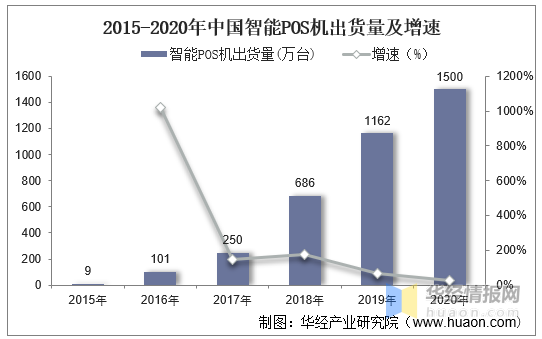 2015-2020年中国智能POS机出货量及增速
智能POS机出货量(万台) 增速（%）
1600 1200%
1400 1000%
1200 800%
1000
800 600%
600 400%
400 200%
200
0 0%
9 101 250 686 1162 1500
2015年 2016年 2017年 2018年 2019年 2020年
华经情报网
huaon.com
制图：华经产业研究院（www.huaon.com）